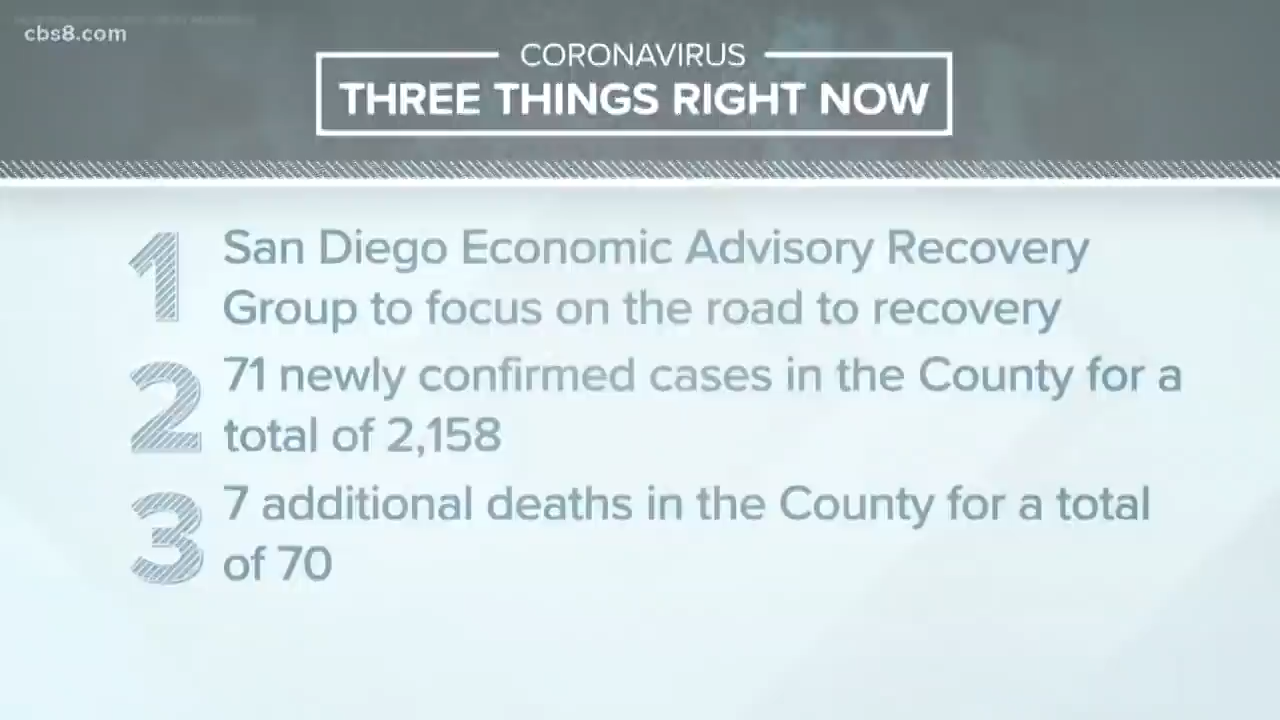 cbs8.com
CORONAVIRUS
THREE THINGS RIGHT NOW
1 San Diego Economic Advisory Recovery
Group to focus on the road to recovery
2 71 newly confirmed cases in the County for a
total of 2,158
3 7 additional deaths in the County for a total
of 70